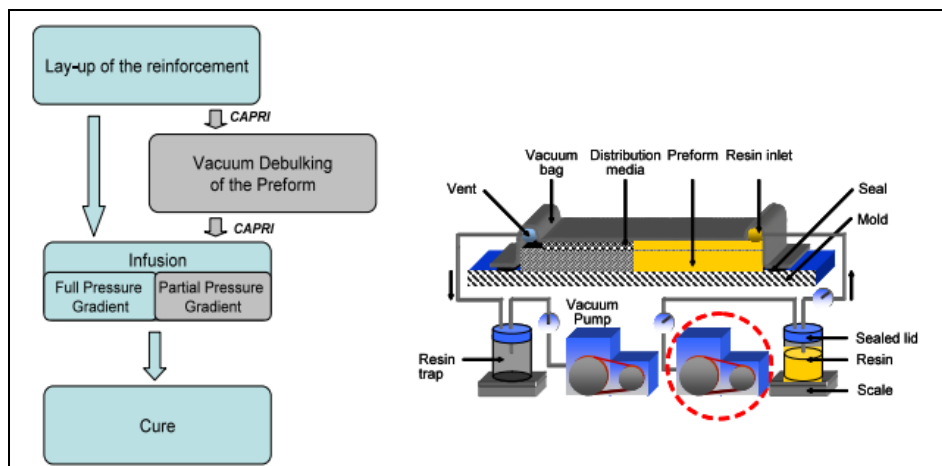 Lay-up of the reinforcement
CAPRI
Vacuum Debulking
of the Preform
CAPRI
Infusion
Full Pressure
Gradient
Partial Pressure
Gradient
Cure
Vent
Vacuum
bag
Distribution
media
Preform
Resin inlet
Seal
Mold
Vacuum
Pump
Resin
trap
Sealed lid
Resin
Scale